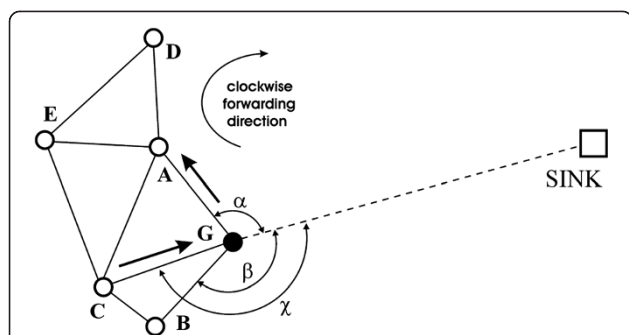 D
clockwise
forwarding
direction
E
A
SINK
α
G
β
χ
C
B